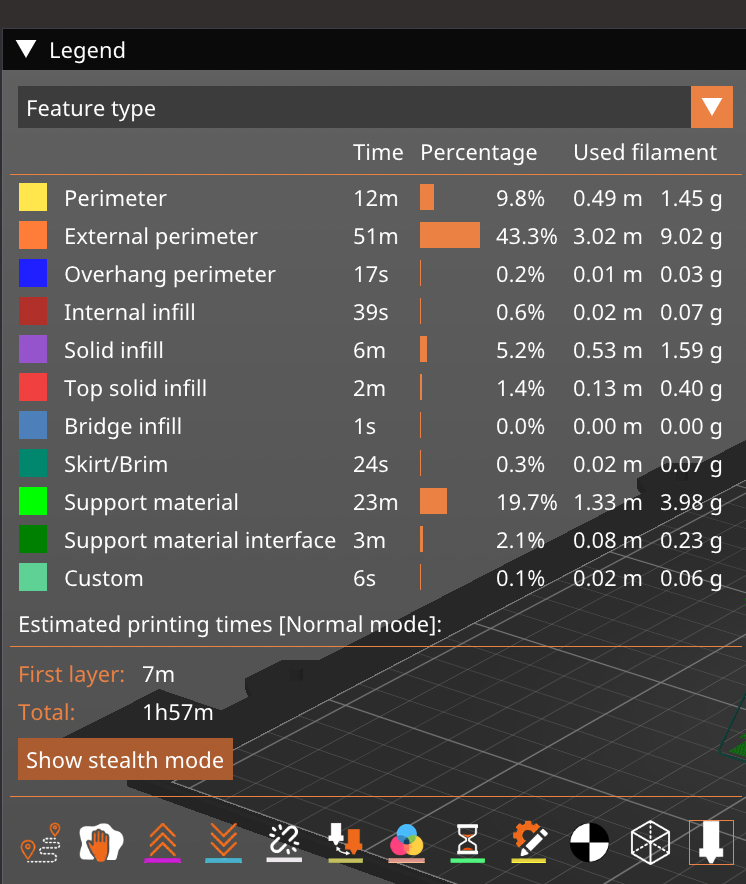 Legend
Feature type
Time Percentage Used filament
Perimeter 12m 9.8% 0.49 m 1.45 g
External perimeter 51m 43.3% 3.02 m 9.02 g
Overhang perimeter 17s 0.2% 0.01 m 0.03 g
Internal infill 39s 0.6% 0.02 m 0.07 g
Solid infill 6m 5.2% 0.53 m 1.59 g
Top solid infill 2m 1.4% 0.13 m 0.40 g
Bridge infill 1s 0.0% 0.00 m 0.00 g
Skirt/Brim 24s 0.3% 0.02 m 0.07 g
Support material 23m 19.7% 1.33 m 3.98 g
Support material interface 3m 2.1% 0.08 m 0.23 g
Custom 6s 0.1% 0.02 m 0.06 g
Estimated printing times [Normal mode]:
First layer: 7m
Total: 1h57m
Show stealth mode